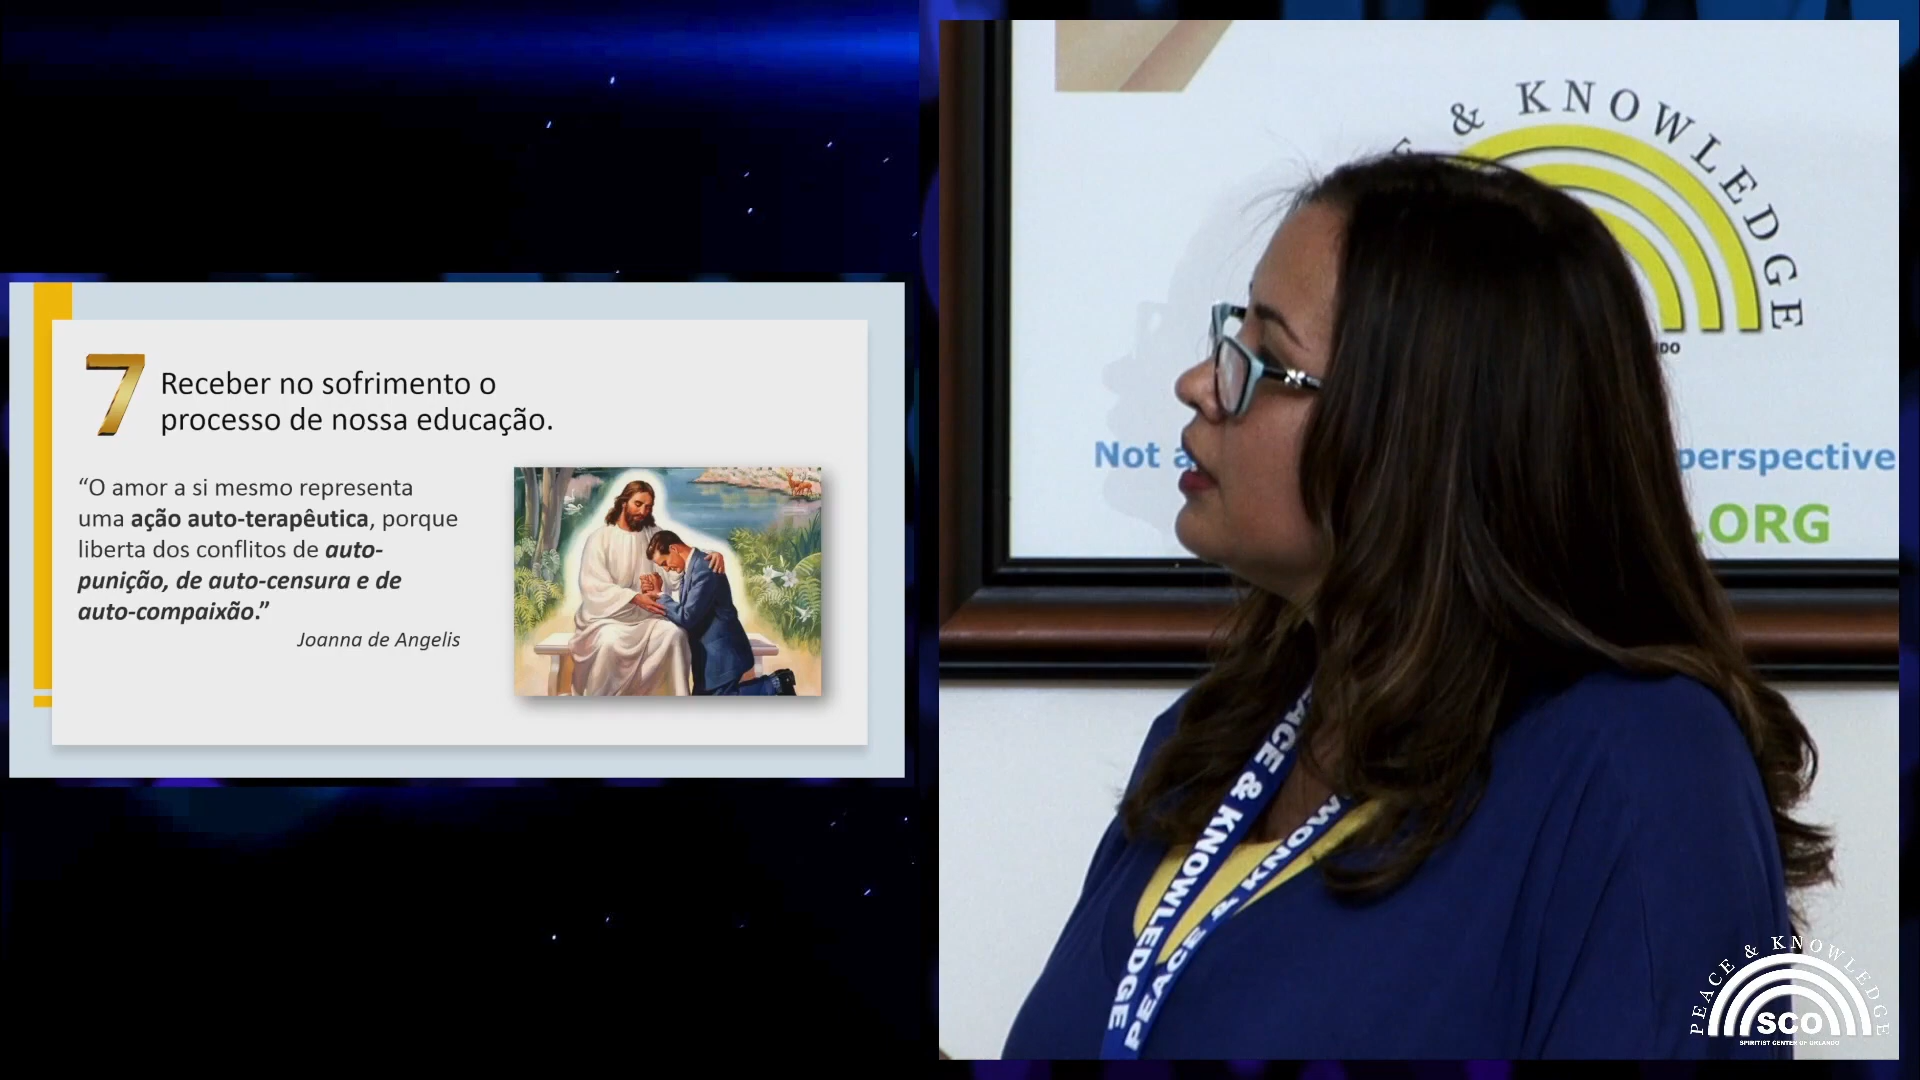 7
Receber no sofrimento o
processo de nossa educação.
“O amor a si mesmo representa
uma ação auto-terapêutica, porque
liberta dos conflitos de auto-
punição, de auto-censura e de
auto-compaixão.”
Joanna de Angelis
& KNOWLEDGE
Not a
perspective
.ORG
PEACE & KNOWLEDGE
PEACE & KNOW
PEACE & KNOWLEDGE
SCO
SPIRITIST CENTER OF ORLANDO